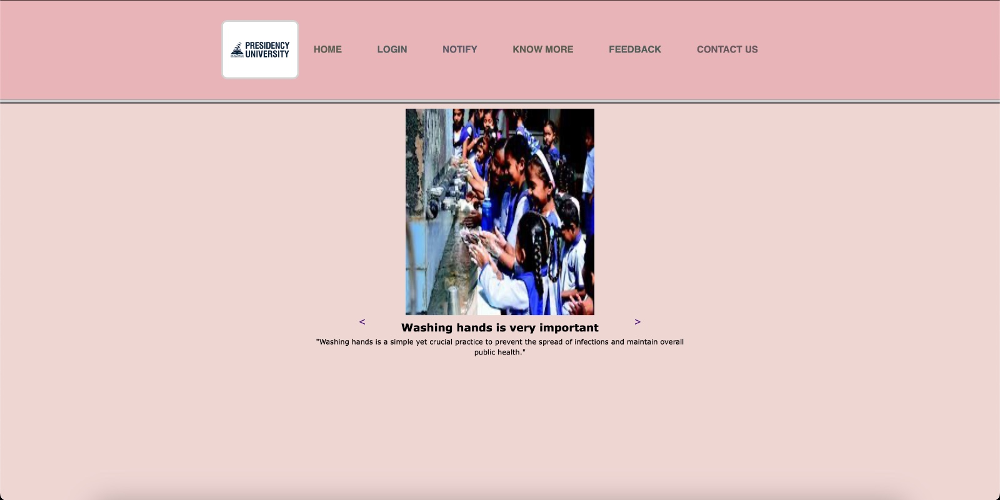 PRESIDENCY
UNIVERSITY
HOME LOGIN NOTIFY KNOW MORE FEEDBACK CONTACT US
< >
Washing hands is very important
"Washing hands is a simple yet crucial practice to prevent the spread of infections and maintain overall
public health."